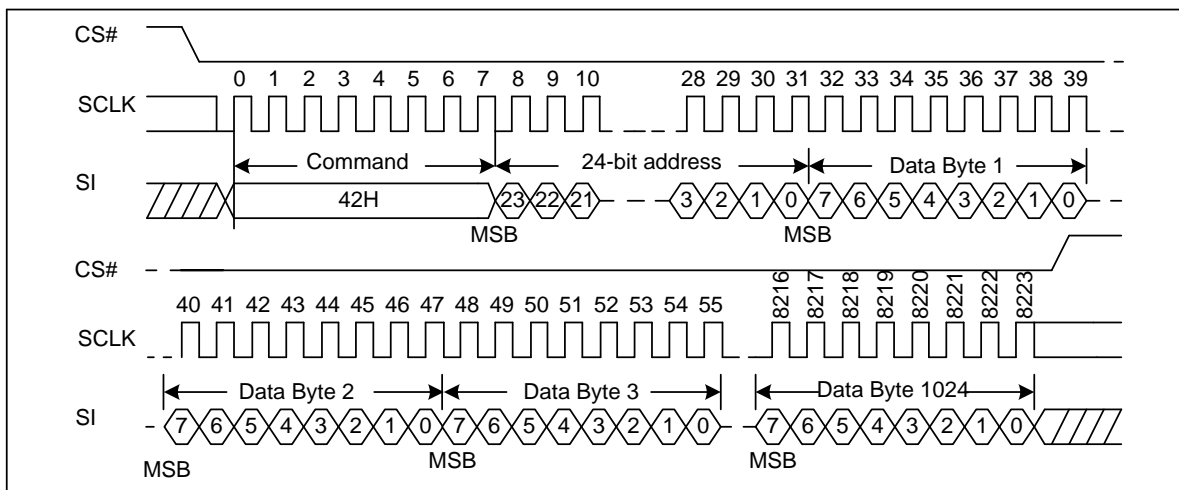 CS#
0 1 2 3 4 5 6 7 8 9 10 28 29 30 31 32 33 34 35 36 37 38 39
SCLK
Command 24-bit address Data Byte 1
SI
42H 23 22 21 3 2 1 0 7 6 5 4 3 2 1 0
MSB MSB
CS#
40 41 42 43 44 45 46 47 48 49 50 51 52 53 54 55 8216 8217 8218 8219 8220 8221 8222 8223
SCLK
Data Byte 2 Data Byte 3 Data Byte 1024
SI
7 6 5 4 3 2 1 0 7 6 5 4 3 2 1 0 7 6 5 4 3 2 1 0
MSB MSB MSB